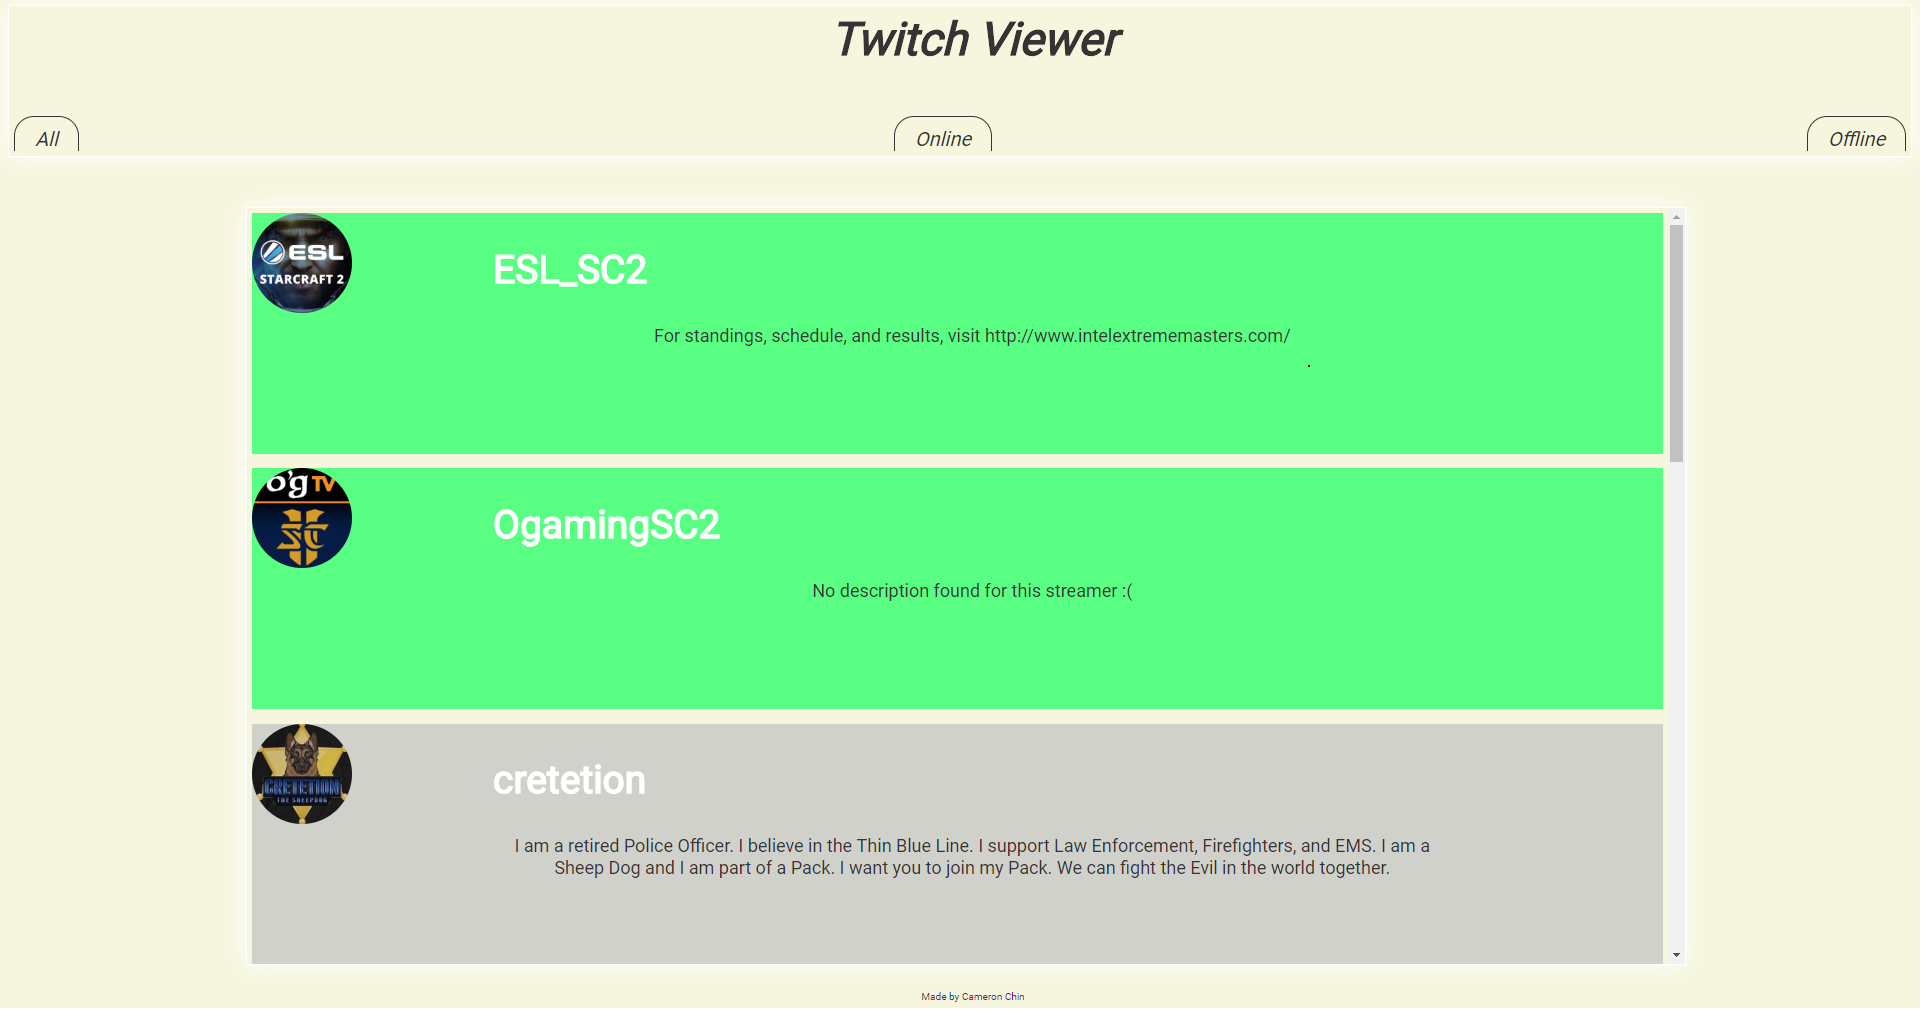 Twitch Viewer
All
Online
Offline
ESL
STARCRAFT 2
ESL_SC2
For standings, schedule, and results, visit http://www.intelextrememasters.com/
.
o'g TV
SC
OgamingSC2
No description found for this streamer :(
CRETETION
THE SHEEPDOG
cretetion
I am a retired Police Officer. I believe in the Thin Blue Line. I support Law Enforcement, Firefighters, and EMS. I am a
Sheep Dog and I am part of a Pack. I want you to join my Pack. We can fight the Evil in the world together.
Made by Cameron Chin